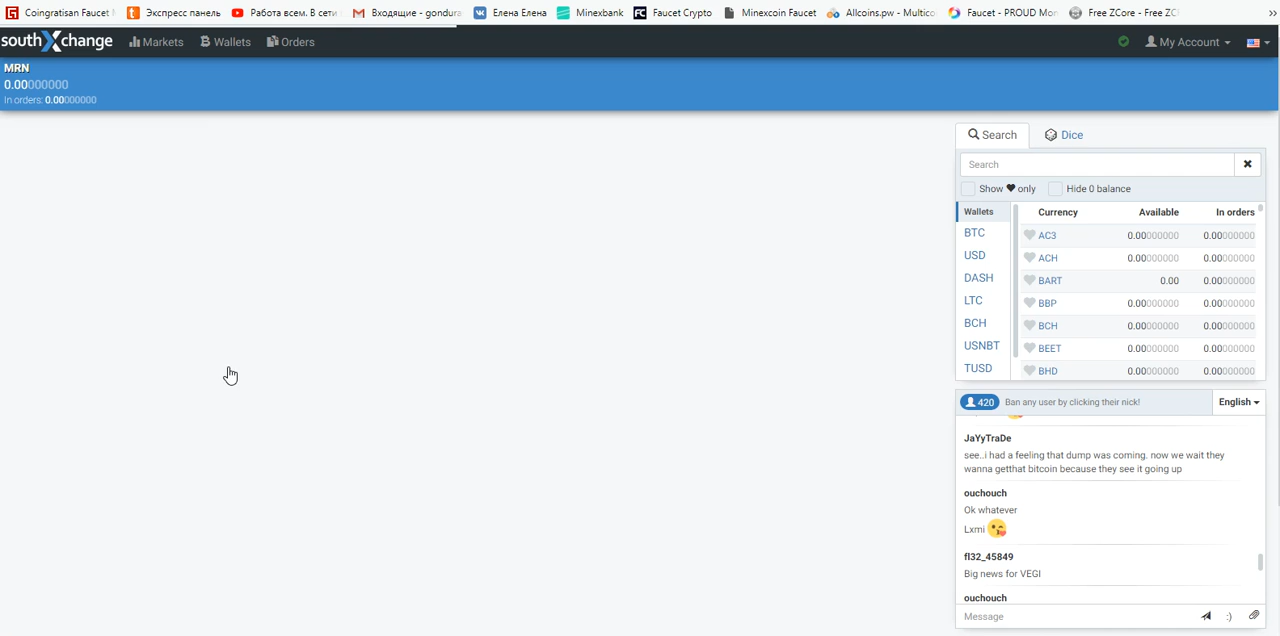 Coingratisan Faucet Экспресс панель Работа всем. В сети Входящие - gondura Елена Елена Minexbank Faucet Crypto Minexcoin Faucet Allcoins.pw - Multico Faucet - PROUD Mon Free ZCore - Free ZC »
southXchange Markets Wallets Orders My Account
MRN
0.00000000
In orders: 0.00000000
Search Dice
Search
Show only Hide 0 balance
Wallets Currency Available In orders
BTC AC3 0.00000000 0.00000000
USD ACH 0.00000000 0.00000000
DASH BART 0.00 0.00000000
LTC BBP 0.00000000 0.00000000
BCH BCH 0.00000000 0.00000000
USNBT BEET 0.00000000 0.00000000
TUSD BHD 0.00000000 0.00000000
420 Ban any user by clicking their nick! English
JaYyTraDe
see..i had a feeling that dump was coming. now we wait they
wanna getthat bitcoin because they see it going up
ouchouch
Ok whatever
Lxmi
fl32_45849
Big news for VEGI
ouchouch
Message :)